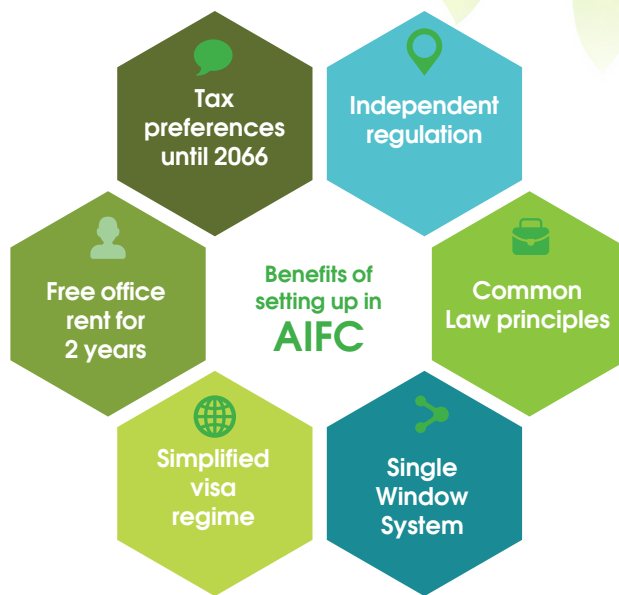 Tax
preferences
until 2066
Independent
regulation
Free office
rent for
2 years
Benefits of
setting up in
AIFC
Common
Law principles
Simplified
visa
regime
Single
Window
System